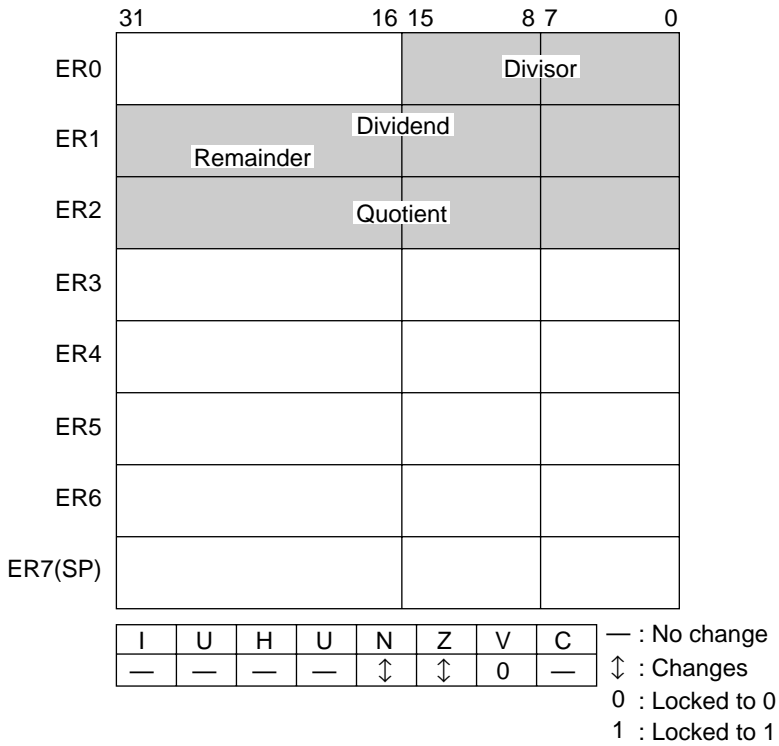 31 16 15 8 7 0
ER0 Divisor
ER1 Dividend
Remainder
ER2 Quotient
ER3
ER4
ER5
ER6
ER7(SP)
I U H U N Z V C
— — — — ↕ ↕ 0 —
— : No change
↕ : Changes
0 : Locked to 0
1 : Locked to 1